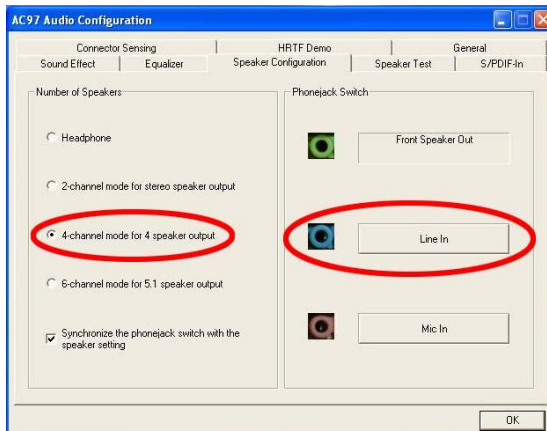 AC97 Audio Configuration
Connector Sensing
HRTF Demo
General
Sound Effect
Equalizer
Speaker Configuration
Speaker Test
S/PDIF-In
Number of Speakers
Headphone
2-channel mode for stereo speaker output
4-channel mode for 4 speaker output
6-channel mode for 5.1 speaker output
Synchronize the phonejack switch with the
speaker setting
Phonejack Switch
Front Speaker Out
Line In
Mic In
OK